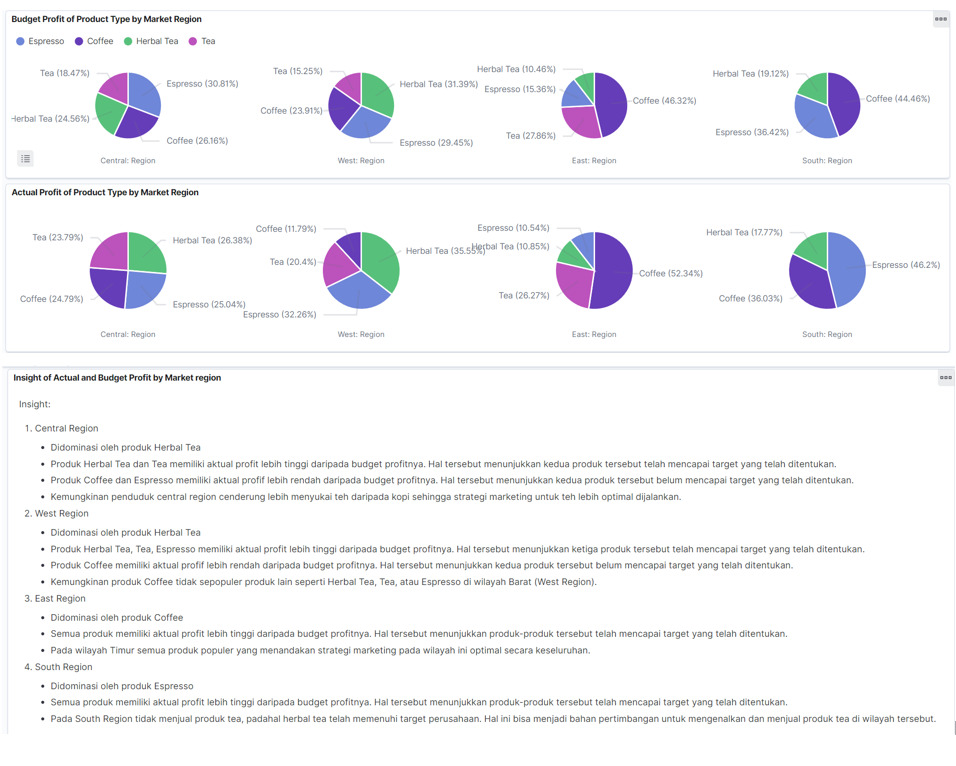 Budget Profit of Product Type by Market Region
Espresso Coffee Herbal Tea Tea
Tea (18.47%)
Espresso (30.81%)
Herbal Tea (24.56%)
Coffee (26.16%)
Central: Region
Tea (15.25%)
Herbal Tea (31.39%)
Coffee (23.91%)
Espresso (29.45%)
West: Region
Herbal Tea (10.46%)
Espresso (15.36%)
Coffee (46.32%)
Tea (27.86%)
East: Region
Herbal Tea (19.12%)
Coffee (44.46%)
Espresso (36.42%)
South: Region
Actual Profit of Product Type by Market Region
Tea (23.79%)
Herbal Tea (26.38%)
Coffee (24.79%)
Espresso (25.04%)
Central: Region
Coffee (11.79%)
Herbal Tea (35.55%)
Tea (20.4%)
Espresso (32.26%)
West: Region
Espresso (10.54%)
Herbal Tea (10.85%)
Coffee (52.34%)
Tea (26.27%)
East: Region
Herbal Tea (17.77%)
Espresso (46.2%)
Coffee (36.03%)
South: Region
Insight of Actual and Budget Profit by Market region
Insight:
1. Central Region
• Didominasi oleh produk Herbal Tea
• Produk Herbal Tea dan Tea memiliki aktual profit lebih tinggi daripada budget profitnya. Hal tersebut menunjukkan kedua produk tersebut telah mencapai target yang telah ditentukan.
• Produk Coffee dan Espresso memiliki aktual profif lebih rendah daripada budget profitnya. Hal tersebut menunjukkan kedua produk tersebut belum mencapai target yang telah ditentukan.
• Kemungkinan penduduk central region cenderung lebih menyukai teh daripada kopi sehingga strategi marketing untuk teh lebih optimal dijalankan.
2. West Region
• Didominasi oleh produk Herbal Tea
• Produk Herbal Tea, Tea, Espresso memiliki aktual profit lebih tinggi daripada budget profitnya. Hal tersebut menunjukkan ketiga produk tersebut telah mencapai target yang telah ditentukan.
• Produk Coffee memiliki aktual profif lebih rendah daripada budget profitnya. Hal tersebut menunjukkan kedua produk tersebut belum mencapai target yang telah ditentukan.
• Kemungkinan produk Coffee tidak sepopuler produk lain seperti Herbal Tea, Tea, atau Espresso di wilayah Barat (West Region).
3. East Region
• Didominasi oleh produk Coffee
• Semua produk memiliki aktual profit lebih tinggi daripada budget profitnya. Hal tersebut menunjukkan produk-produk tersebut telah mencapai target yang telah ditentukan.
• Pada wilayah Timur semua produk populer yang menandakan strategi marketing pada wilayah ini optimal secara keseluruhan.
4. South Region
• Didominasi oleh produk Espresso
• Semua produk memiliki aktual profit lebih tinggi daripada budget profitnya. Hal tersebut menunjukkan produk-produk tersebut telah mencapai target yang telah ditentukan.
• Pada South Region tidak menjual produk tea, padahal herbal tea telah memenuhi target perusahaan. Hal ini bisa menjadi bahan pertimbangan untuk mengenalkan dan menjual produk tea di wilayah tersebut.